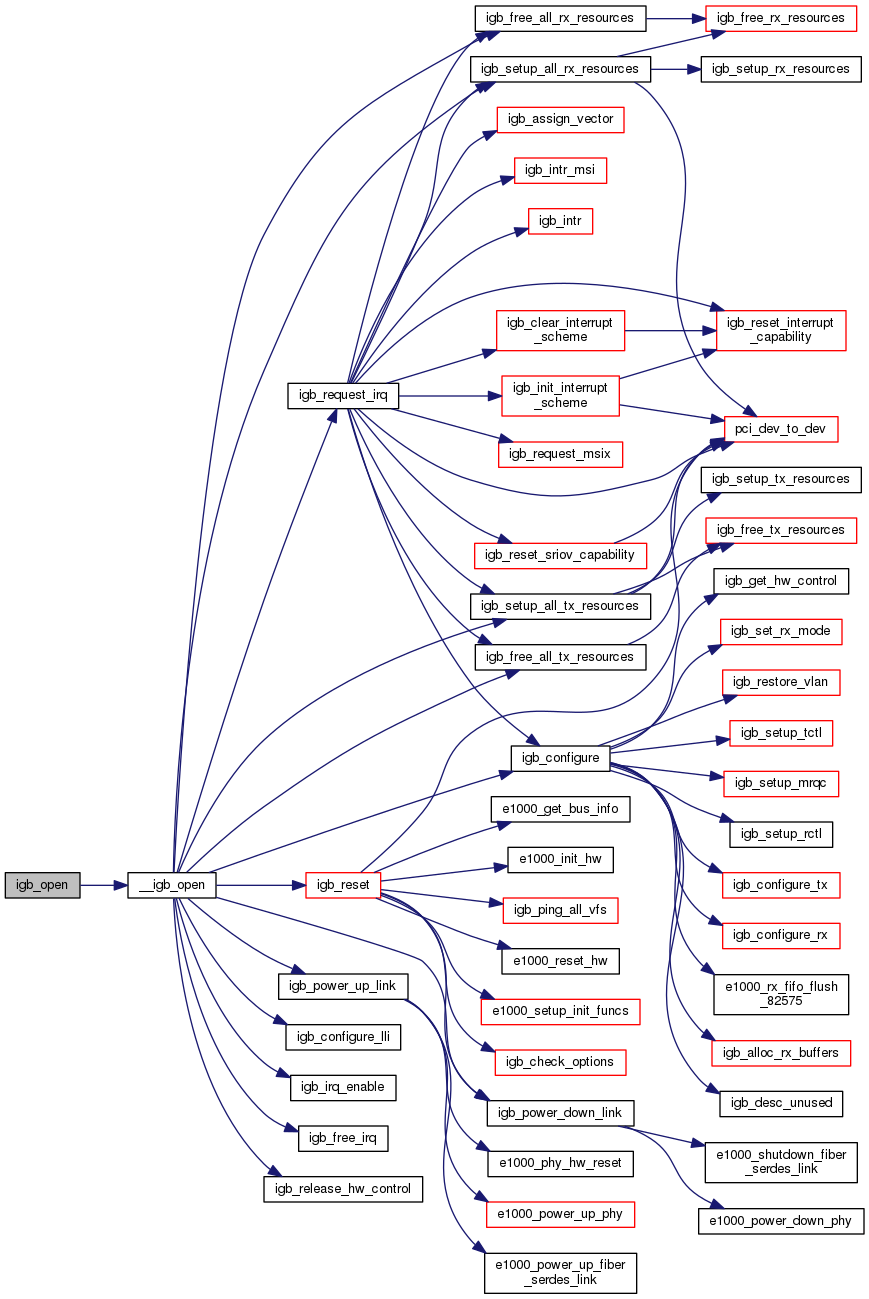 igb_open
__igb_open
igb_request_irq
igb_reset
igb_power_up_link
igb_configure_lli
igb_irq_enable
igb_free_irq
igb_release_hw_control
igb_free_all_rx_resources
igb_setup_all_rx_resources
igb_assign_vector
igb_intr_msi
igb_intr
igb_clear_interrupt
_scheme
igb_init_interrupt
_scheme
igb_request_msix
igb_reset_sriov_capability
igb_setup_all_tx_resources
igb_free_all_tx_resources
igb_configure
e1000_get_bus_info
e1000_init_hw
igb_ping_all_vfs
e1000_reset_hw
e1000_setup_init_funcs
igb_check_options
igb_power_down_link
e1000_phy_hw_reset
e1000_power_up_phy
e1000_power_up_fiber
_serdes_link
igb_free_rx_resources
igb_setup_rx_resources
igb_reset_interrupt
_capability
pci_dev_to_dev
igb_setup_tx_resources
igb_free_tx_resources
igb_get_hw_control
igb_set_rx_mode
igb_restore_vlan
igb_setup_tctl
igb_setup_mrqc
igb_setup_rctl
igb_configure_tx
igb_configure_rx
e1000_rx_fifo_flush
_82575
igb_alloc_rx_buffers
igb_desc_unused
e1000_shutdown_fiber
_serdes_link
e1000_power_down_phy